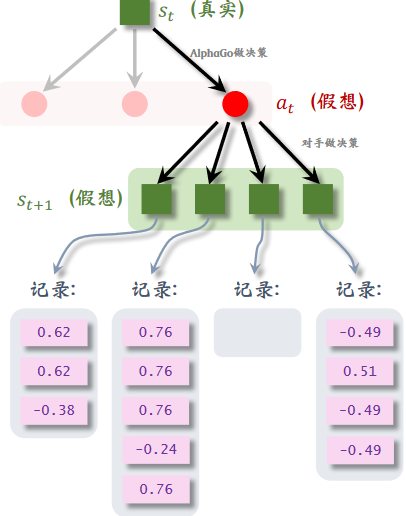 s_t (真实)
AlphaGo做决策
a_t (假想)
对手做决策
s_{t+1} (假想)
记录: 记录: 记录: 记录:
0.62 0.76 -0.49
0.62 0.76 0.51
-0.38 0.76 -0.49
-0.24 -0.49
0.76